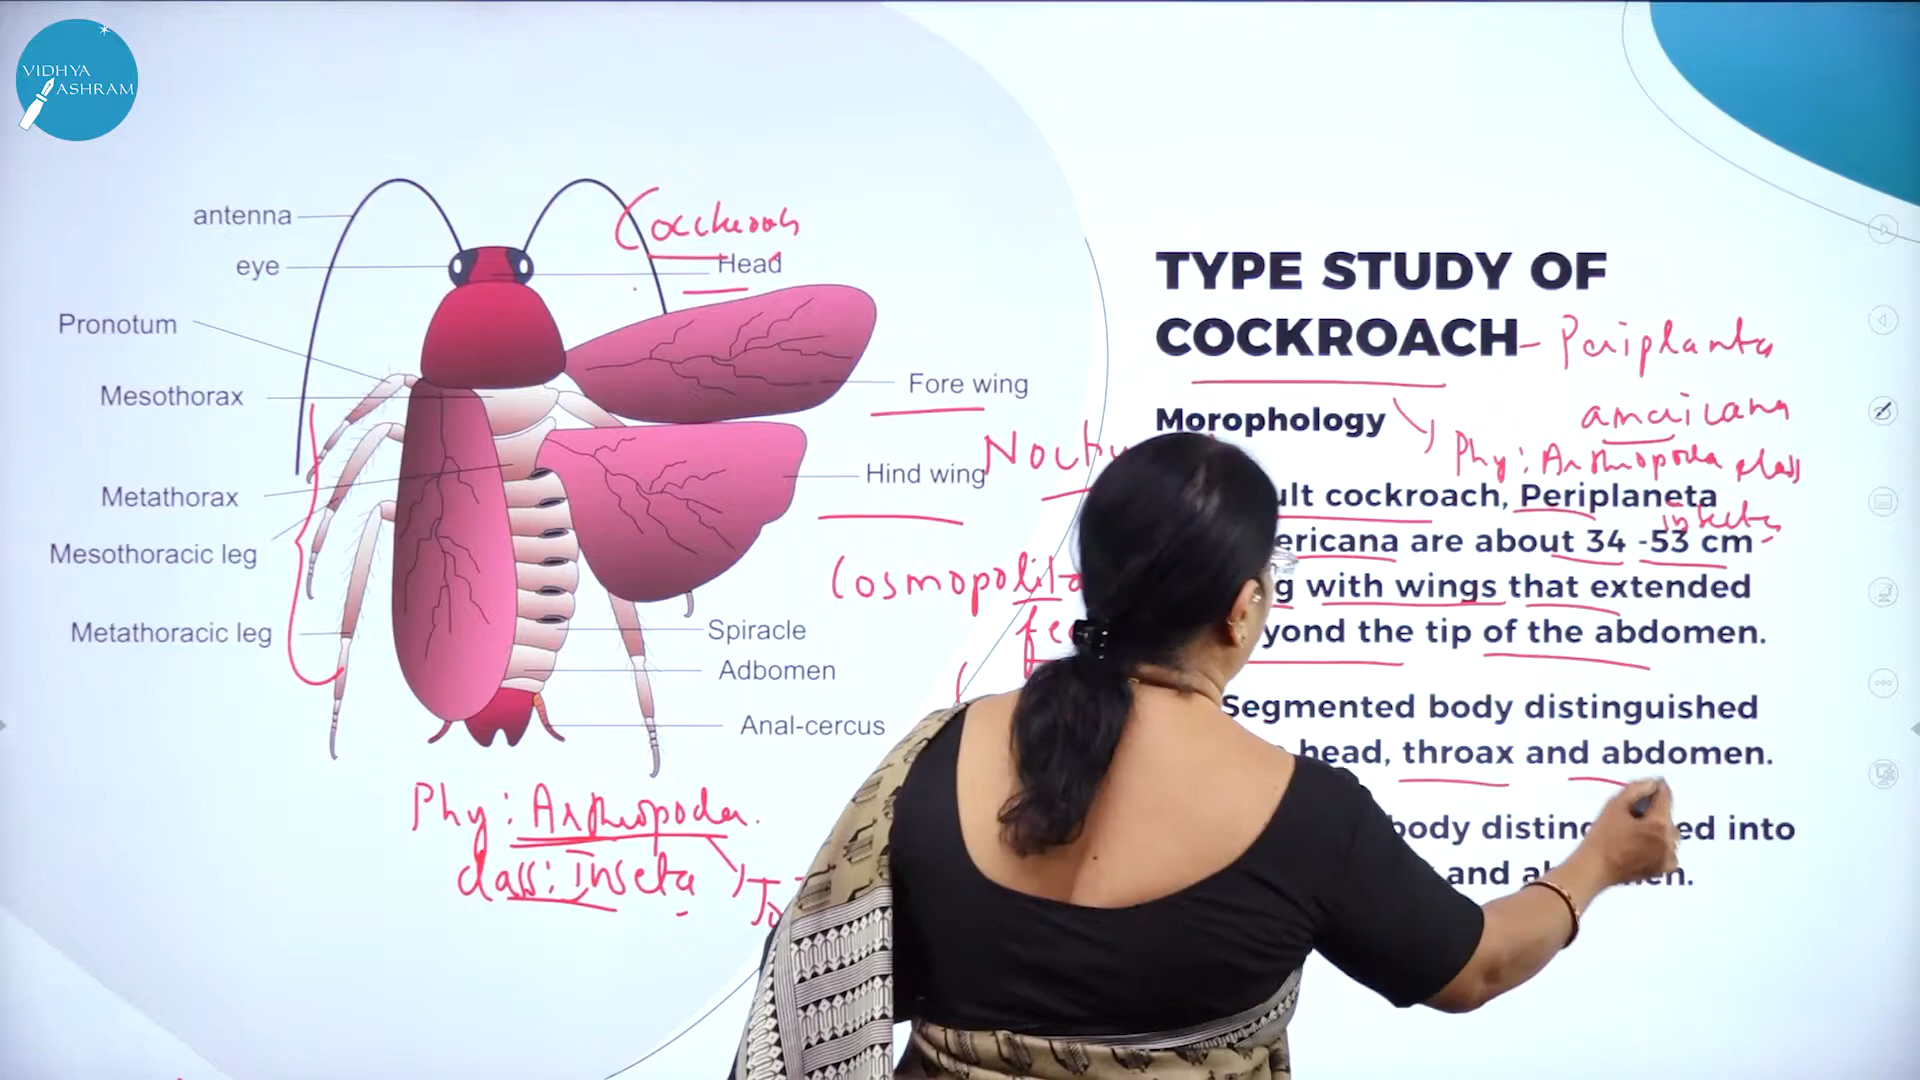 VIDHYA
ASHRAM
antenna
eye
Pronotum
Mesothorax
Metathorax
Mesothoracic leg
Metathoracic leg
Head
Fore wing
Hind wing
Spiracle
Adbomen
Anal-cercus
Phy: Arthropoda.
class: Insecta
Cosmopolita
TYPE STUDY OF
COCKROACH - Periplanta
americana
Morophology
Phy: Arthropoda class
insecta
ult cockroach, Periplaneta
ericana are about 34 -53 cm
g with wings that extended
yond the tip of the abdomen.
Segmented body distinguished
head, throax and abdomen.
body distin ed into
and ab en.